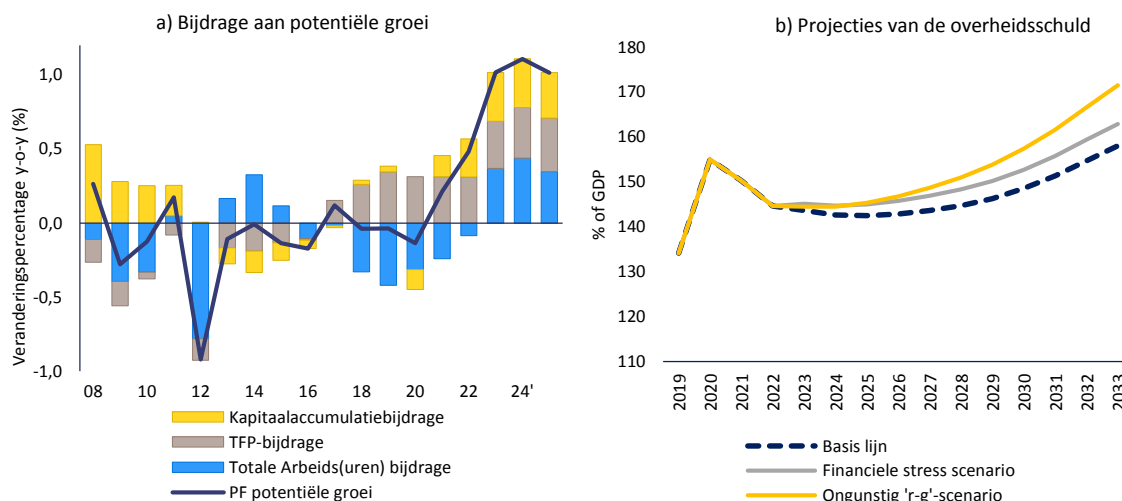 a) Bijdrage aan potentiële groei
Veranderingspercentage y-o-y (%)
1,0
0,5
0,0
-0,5
-1,0
08 10 12 14 16 18 20 22 24'
Kapitaalaccumulatiebijdrage
TFP-bijdrage
Totale Arbeids(uren) bijdrage
PF potentiële groei
b) Projecties van de overheidsschuld
% of GDP
180
170
160
150
140
130
120
110
2019 2020 2021 2022 2023 2024 2025 2026 2027 2028 2029 2030 2031 2032 2033
Basis lijn
Financiele stress scenario
Ongunstig 'r-g'-scenario